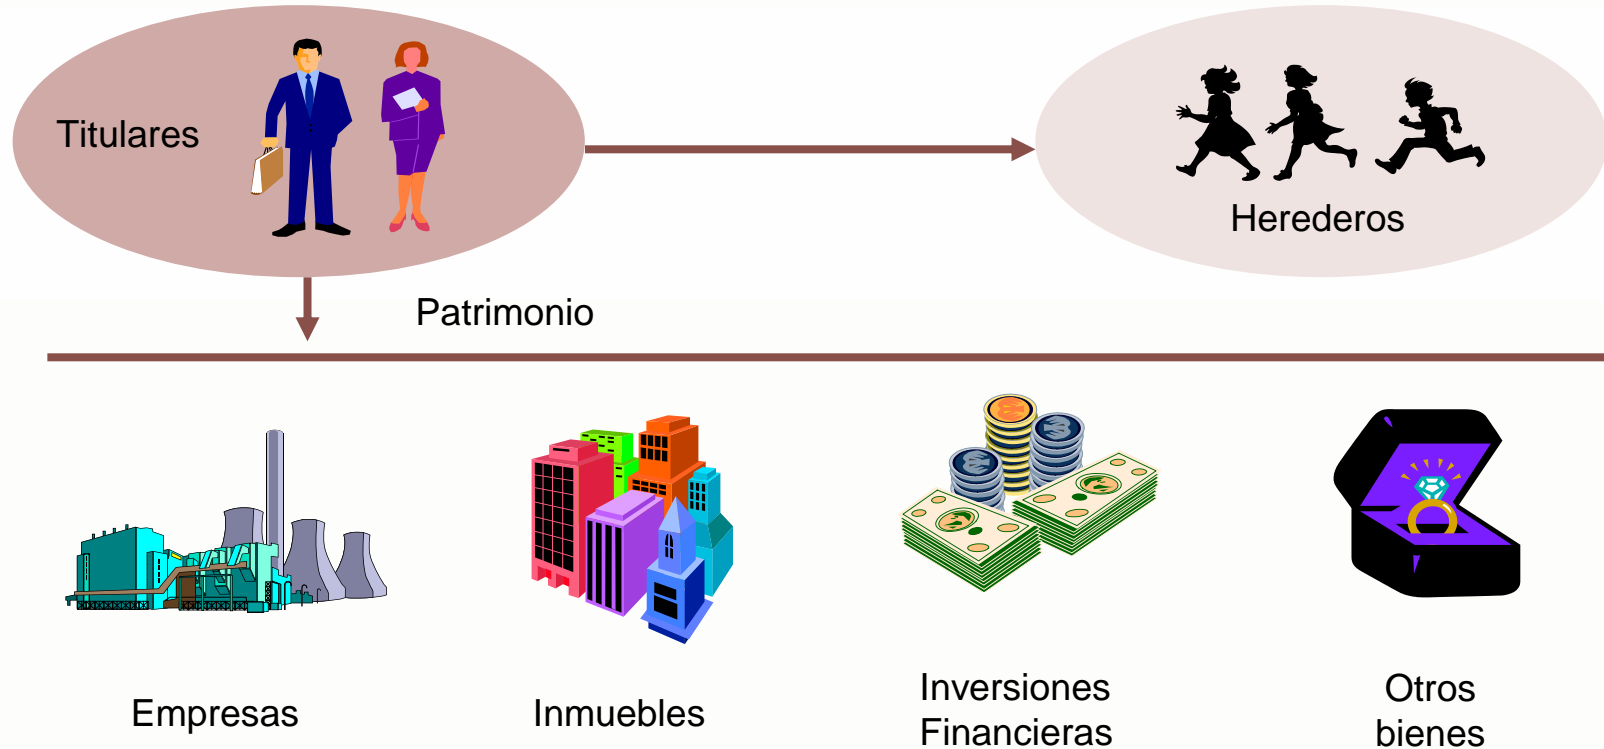 Titulares
Herederos
Patrimonio
Empresas
Inmuebles
Inversiones
Financieras
Otros
bienes